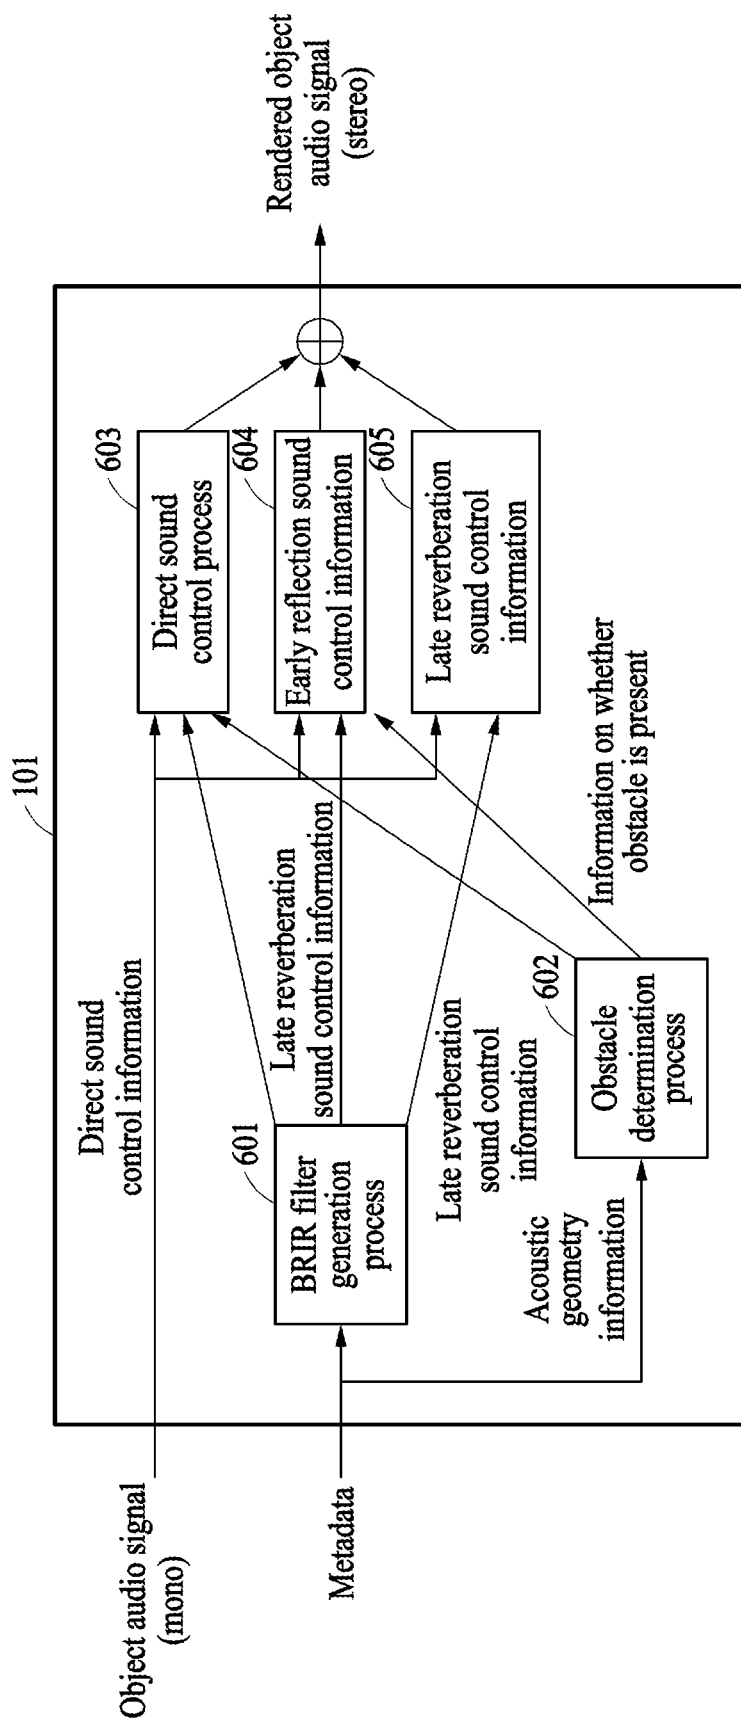 101
Object audio signal
(mono)
Metadata
Direct sound
control information
601
BRIR filter
generation
process
Late reverberation
sound control information
Late reverberation
sound control
information
Acoustic
geometry
information
602
Obstacle
determination
process
Information on whether
obstacle is present
603
Direct sound
control process
604
Early reflection sound
control information
605
Late reverberation
sound control
information
Rendered object
audio signal
(stereo)